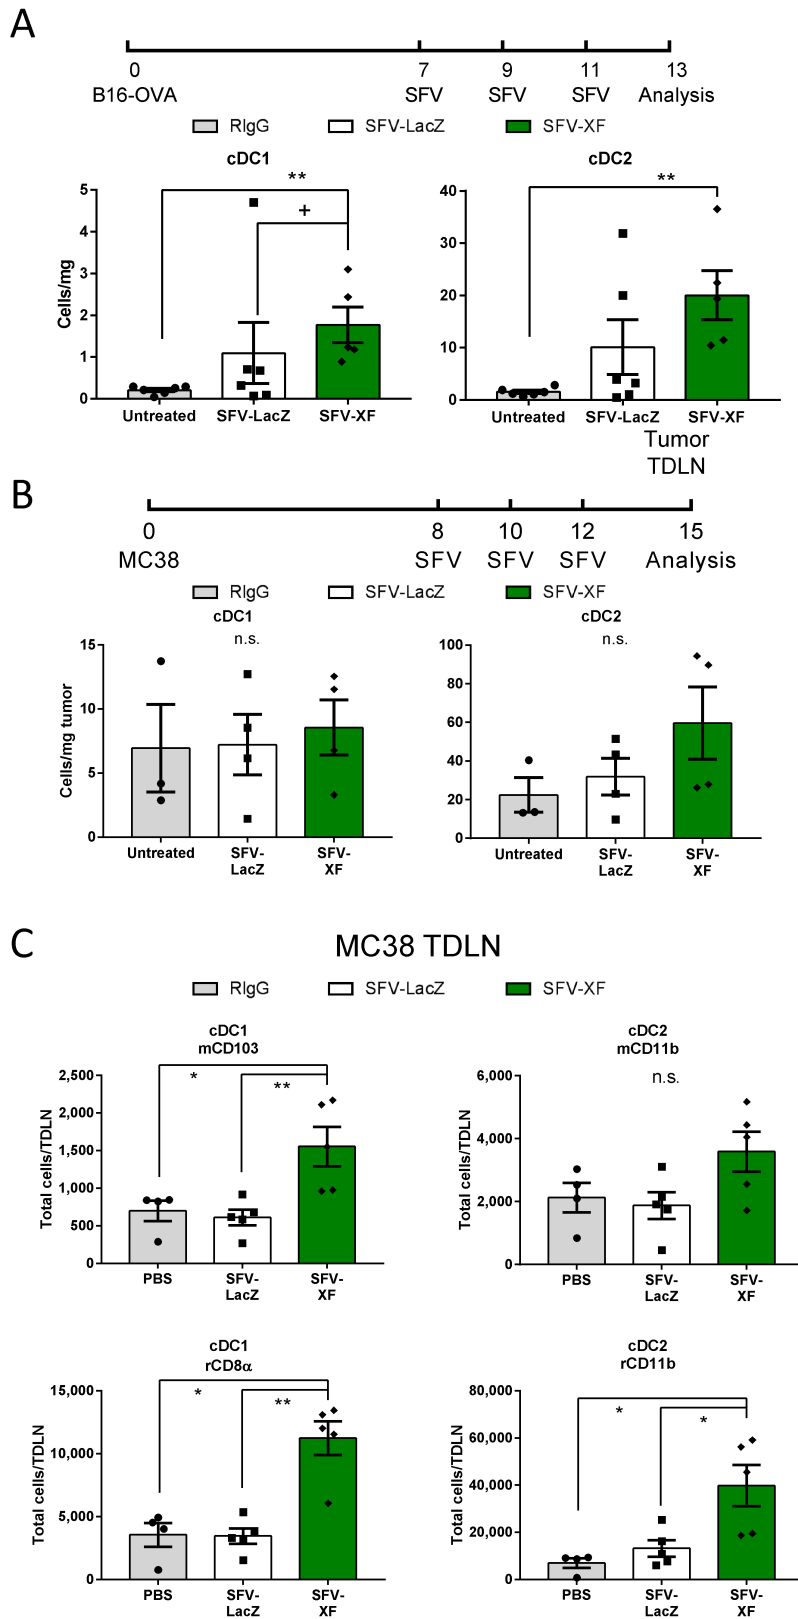 A
0 7 9 11 13
B16-OVA SFV SFV SFV Analysis
RIgG SFV-LacZ SFV-XF
cDC1
**
+
Cells/mg
5
4
3
2
1
0
Untreated SFV-LacZ SFV-XF
cDC2
**
40
30
20
10
0
Untreated SFV-LacZ SFV-XF
Tumor
TDLN
B
0 8 10 12 15
MC38 SFV SFV SFV Analysis
RIgG SFV-LacZ SFV-XF
cDC1
n.s.
Cells/mg tumor
15
10
5
0
Untreated SFV- SFV-
LacZ XF
cDC2
n.s.
100
80
60
40
20
0
Untreated SFV- SFV-
LacZ XF
C
MC38 TDLN
RIgG SFV-LacZ SFV-XF
cDC1
mCD103
* **
Total cells/TDLN
2,500
2,000
1,500
1,000
500
0
PBS SFV- SFV-
LacZ XF
cDC2
mCD11b
n.s.
Total cells/TDLN
6,000
4,000
2,000
0
PBS SFV- SFV-
LacZ XF
cDC1
rCD8α
* **
Total cells/TDLN
15,000
10,000
5,000
0
PBS SFV- SFV-
LacZ XF
cDC2
rCD11b
* *
Total cells/TDLN
80,000
60,000
40,000
20,000
0
PBS SFV- SFV-
LacZ XF